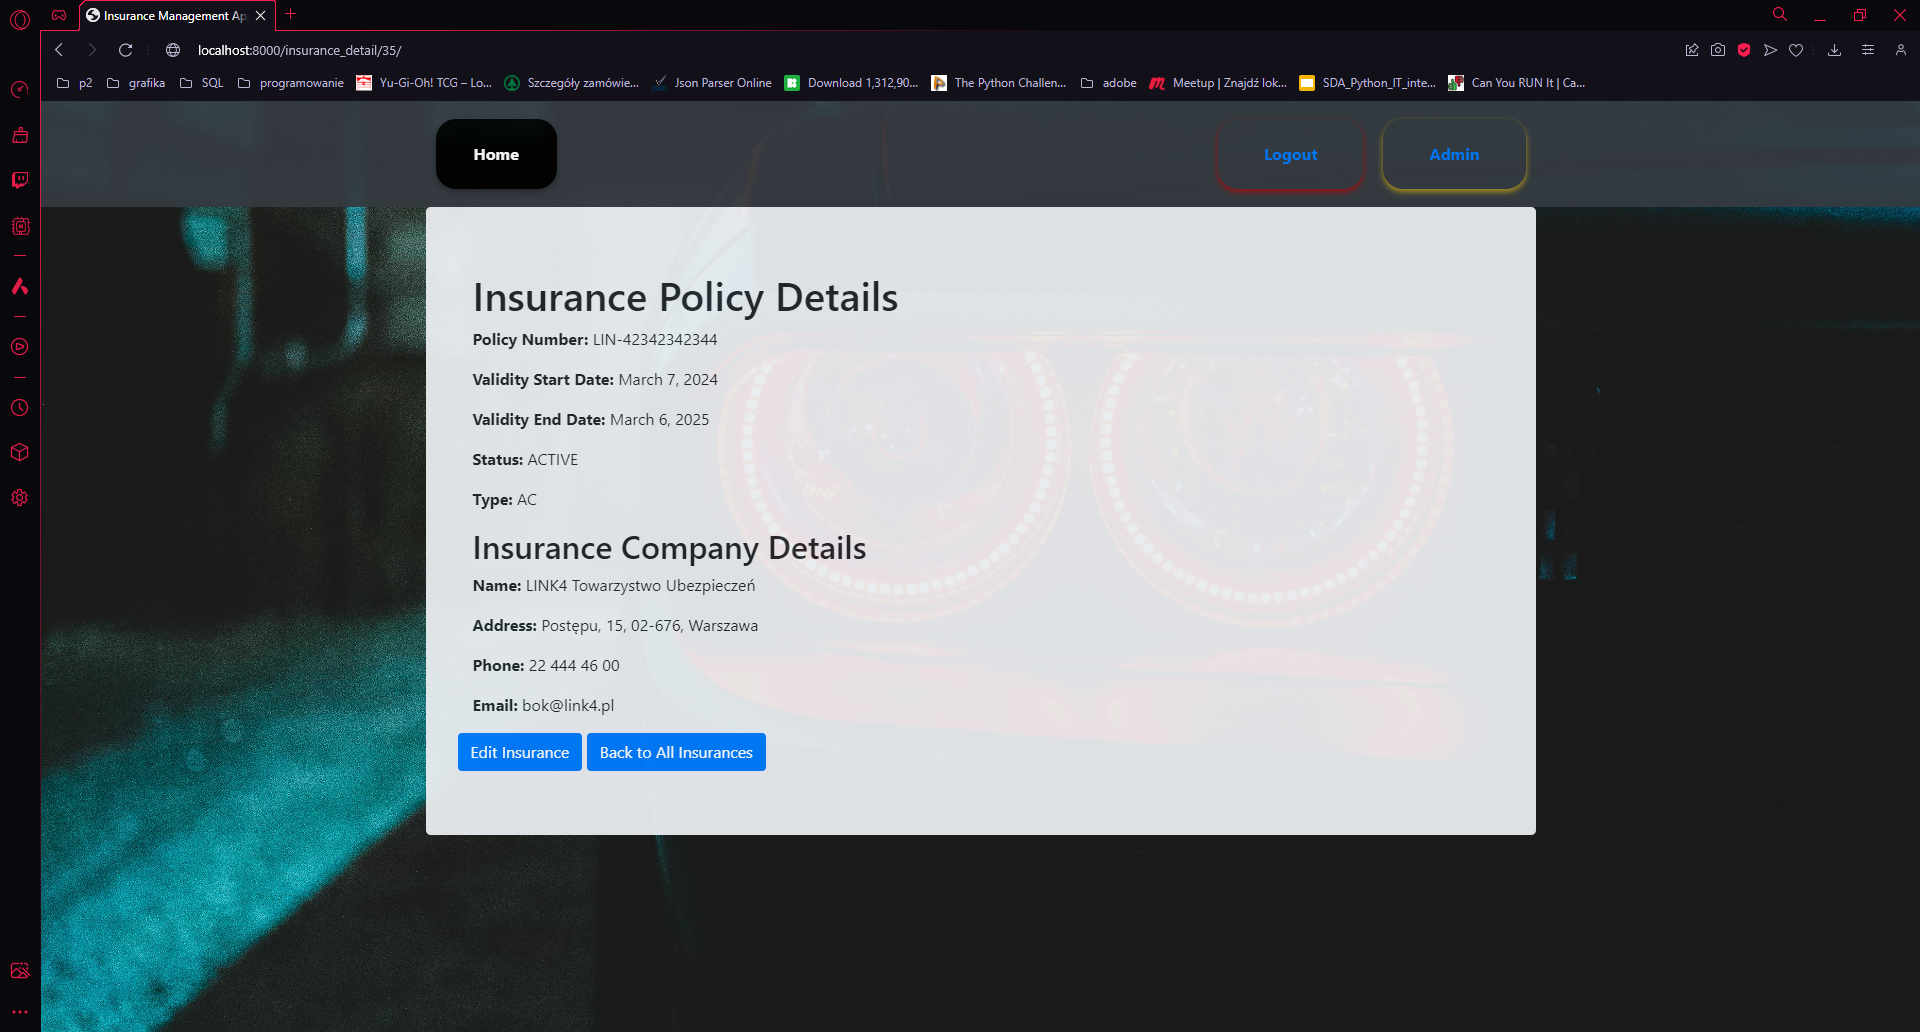 Insurance Management Ap
localhost:8000/insurance_detail/35/
p2 grafika SQL programowanie Yu-Gi-Oh! TCG – Lo... Szczegóły zamówie... Json Parser Online Download 1,312,90... The Python Challen... adobe Meetup | Znajdź lok... SDA_Python_IT_inte... Can You RUN It | Ca...
Home Logout Admin
Insurance Policy Details
Policy Number: LIN-42342342344
Validity Start Date: March 7, 2024
Validity End Date: March 6, 2025
Status: ACTIVE
Type: AC
Insurance Company Details
Name: LINK4 Towarzystwo Ubezpieczeń
Address: Postępu, 15, 02-676, Warszawa
Phone: 22 444 46 00
Email: bok@link4.pl
Edit Insurance Back to All Insurances